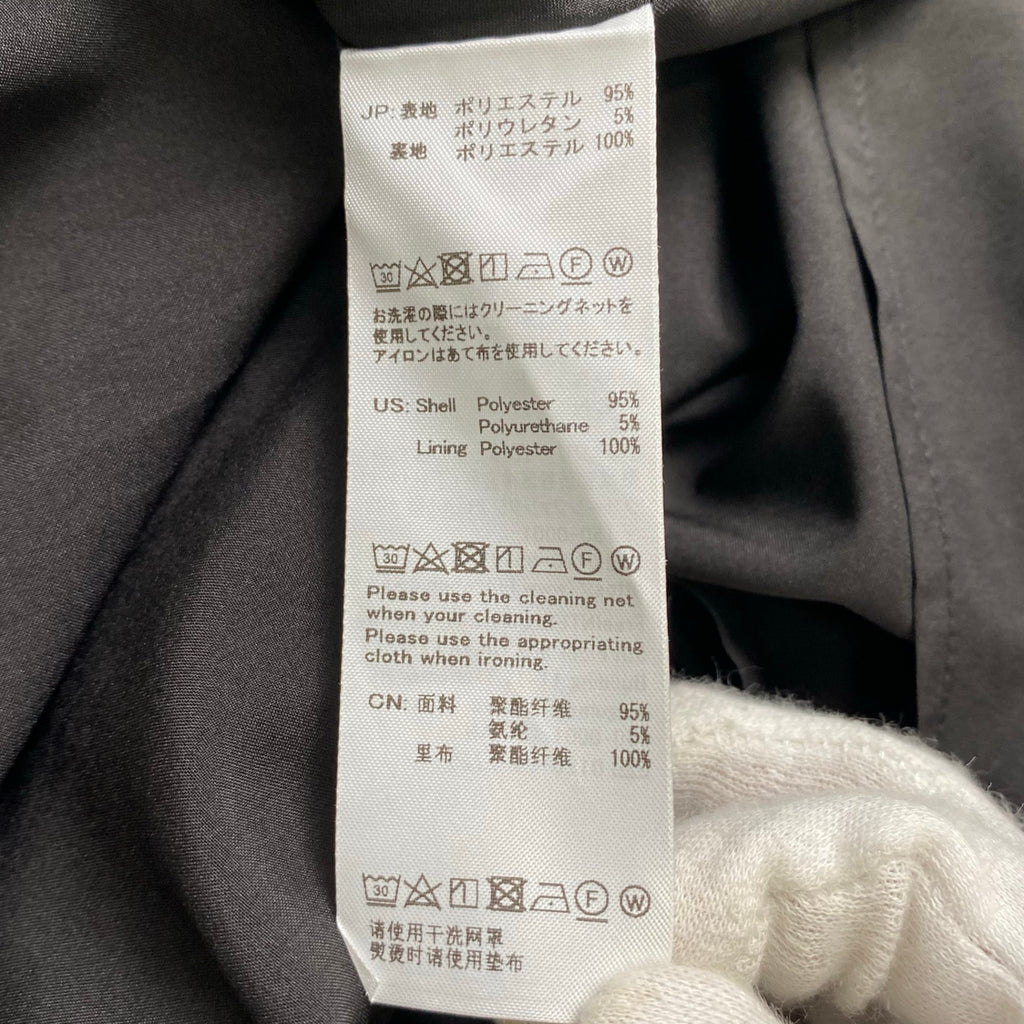 JP: 表地 ポリエステル 95%
ポリウレタン 5%
裏地 ポリエステル 100%
30 F W
お洗濯の際にはクリーニングネットを
使用してください。
アイロンはあて布を使用してください。
US: Shell Polyester 95%
Polyurethane 5%
Lining Polyester 100%
30 F W
Please use the cleaning net
when your cleaning.
Please use the appropriating
cloth when ironing.
CN: 面料 聚酯纤维 95%
氨纶 5%
里布 聚酯纤维 100%
30 F W
请使用干洗网罩
熨烫时请使用垫布